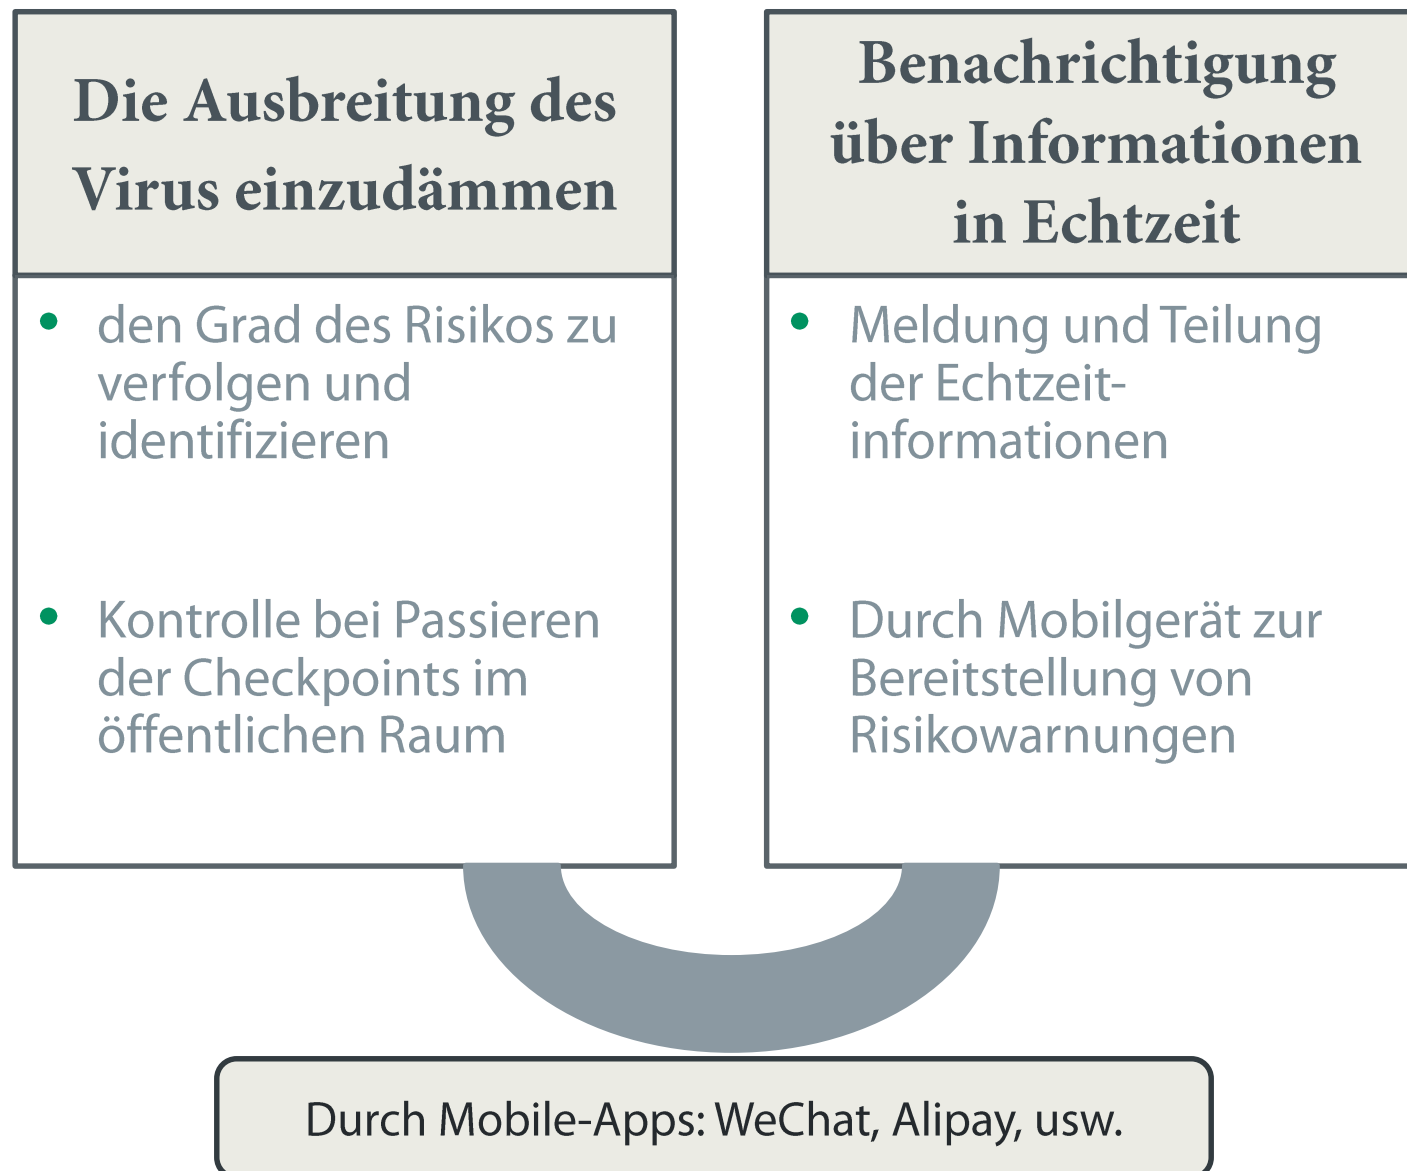 Die Ausbreitung des
Virus einzudämmen
• den Grad des Risikos zu
verfolgen und
identifizieren
• Kontrolle bei Passieren
der Checkpoints im
öffentlichen Raum
Benachrichtigung
über Informationen
in Echtzeit
• Meldung und Teilung
der Echtzeit-
informationen
• Durch Mobilgerät zur
Bereitstellung von
Risikowarnungen
Durch Mobile-Apps: WeChat, Alipay, usw.